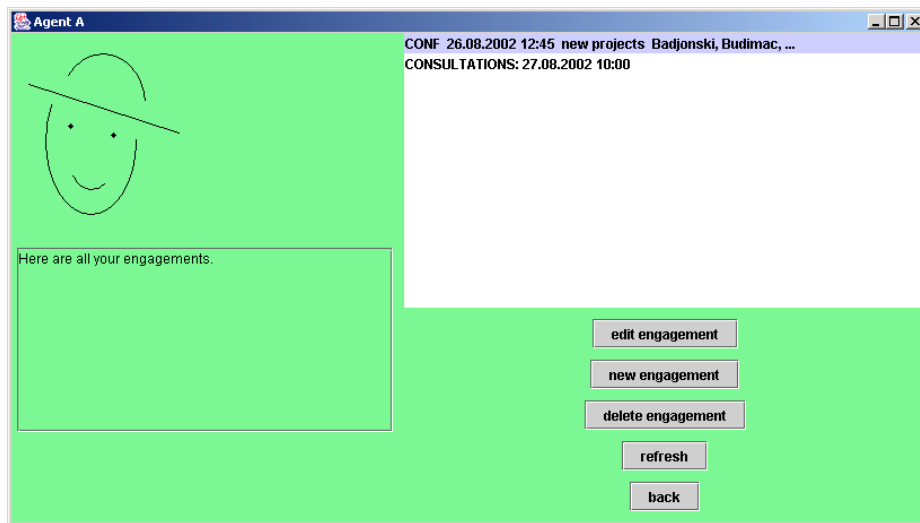 Agent A
CONF 26.08.2002 12:45 new projects Badjonski, Budimac, ...
CONSULTATIONS: 27.08.2002 10:00
Here are all your engagements.
edit engagement
new engagement
delete engagement
refresh
back